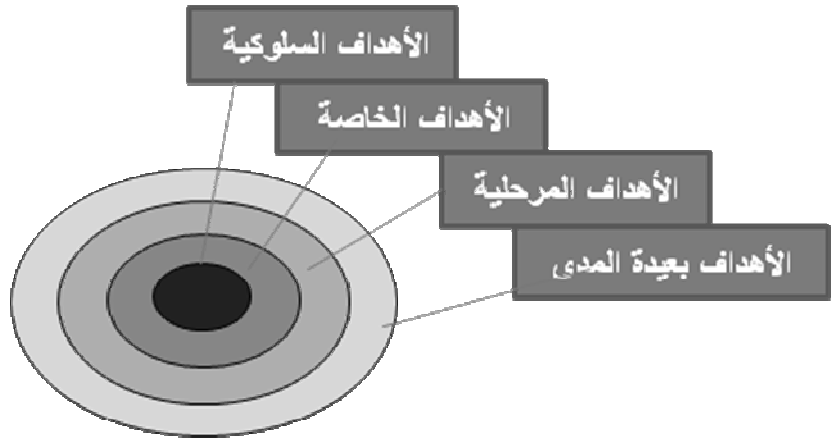 الأهداف السلوكية
الأهداف الخاصة
الأهداف المرحلية
الأهداف بعيدة المدى